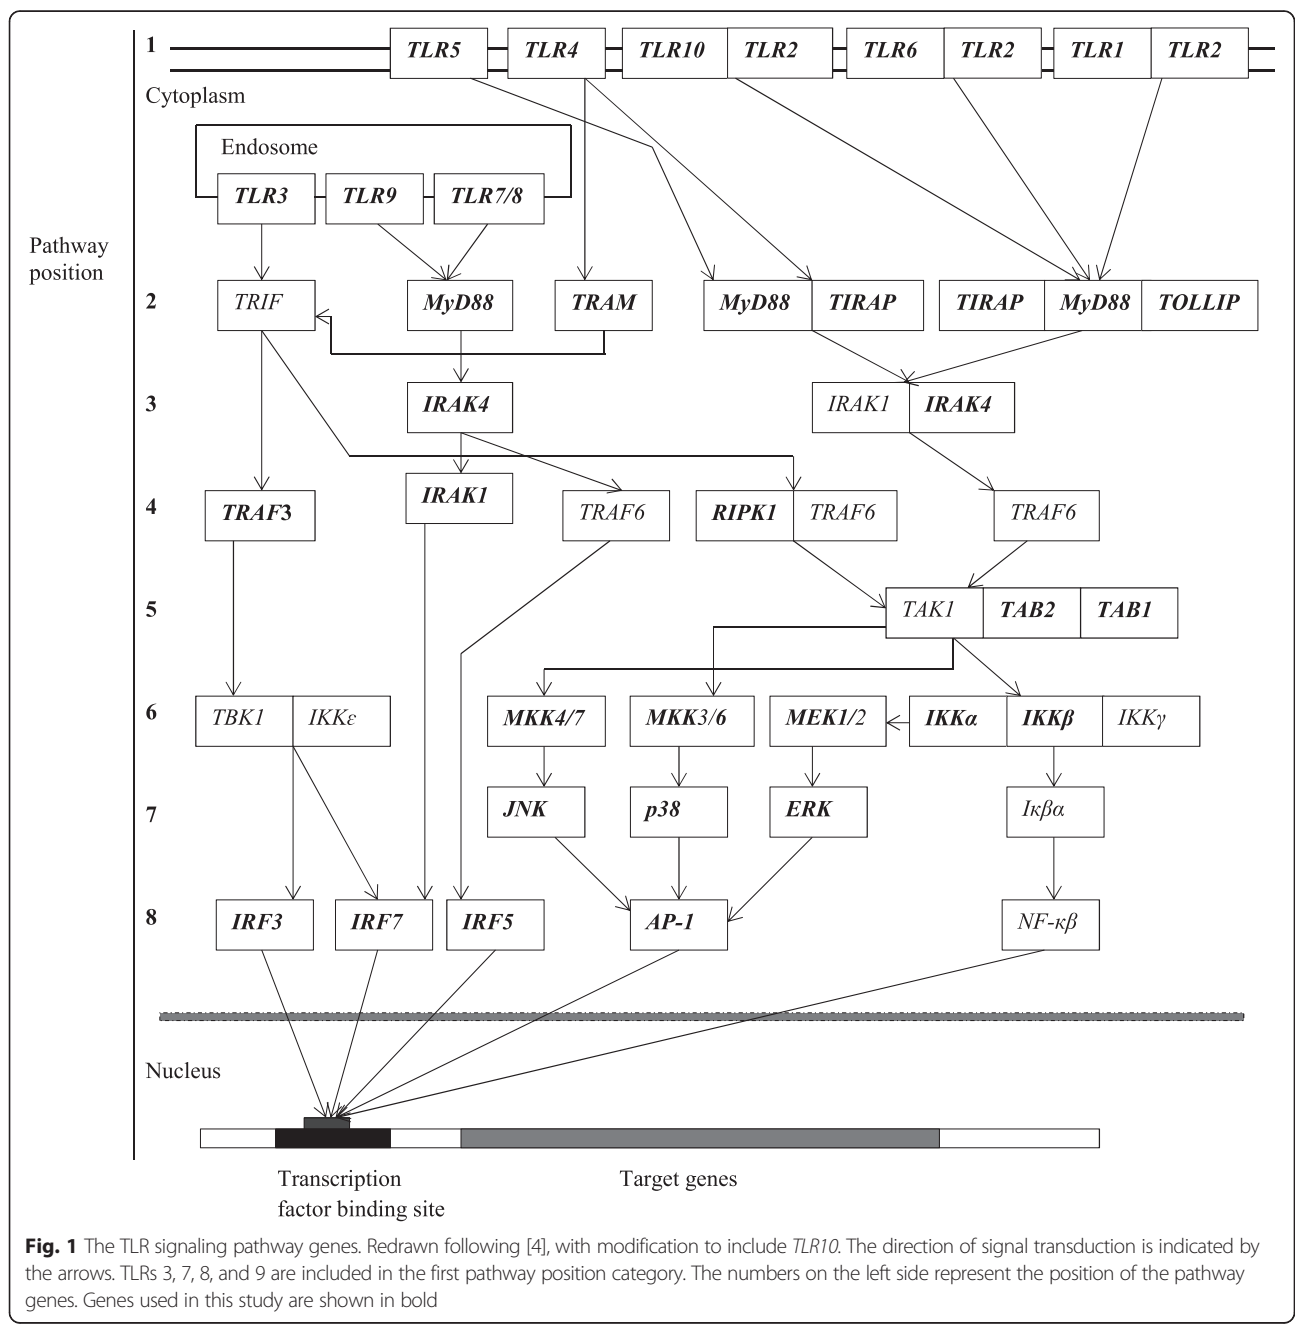 1 TLR5 TLR4 TLR10 TLR2 TLR6 TLR2 TLR1 TLR2
Cytoplasm
Endosome
TLR3 TLR9 TLR7/8
Pathway
position
2 TRIF MyD88 TRAM MyD88 TIRAP TIRAP MyD88 TOLLIP
3 IRAK4 IRAK1 IRAK4
4 TRAF3 IRAK1 TRAF6 RIPK1 TRAF6 TRAF6
5 TAK1 TAB2 TAB1
6 TBK1 IKKε MKK4/7 MKK3/6 MEK1/2 IKKα IKKβ IKKγ
7 JNK p38 ERK Iκβα
8 IRF3 IRF7 IRF5 AP-1 NF-κβ
Nucleus
Transcription
factor binding site
Target genes
Fig. 1 The TLR signaling pathway genes. Redrawn following [4], with modification to include TLR10. The direction of signal transduction is indicated by
the arrows. TLRs 3, 7, 8, and 9 are included in the first pathway position category. The numbers on the left side represent the position of the pathway
genes. Genes used in this study are shown in bold